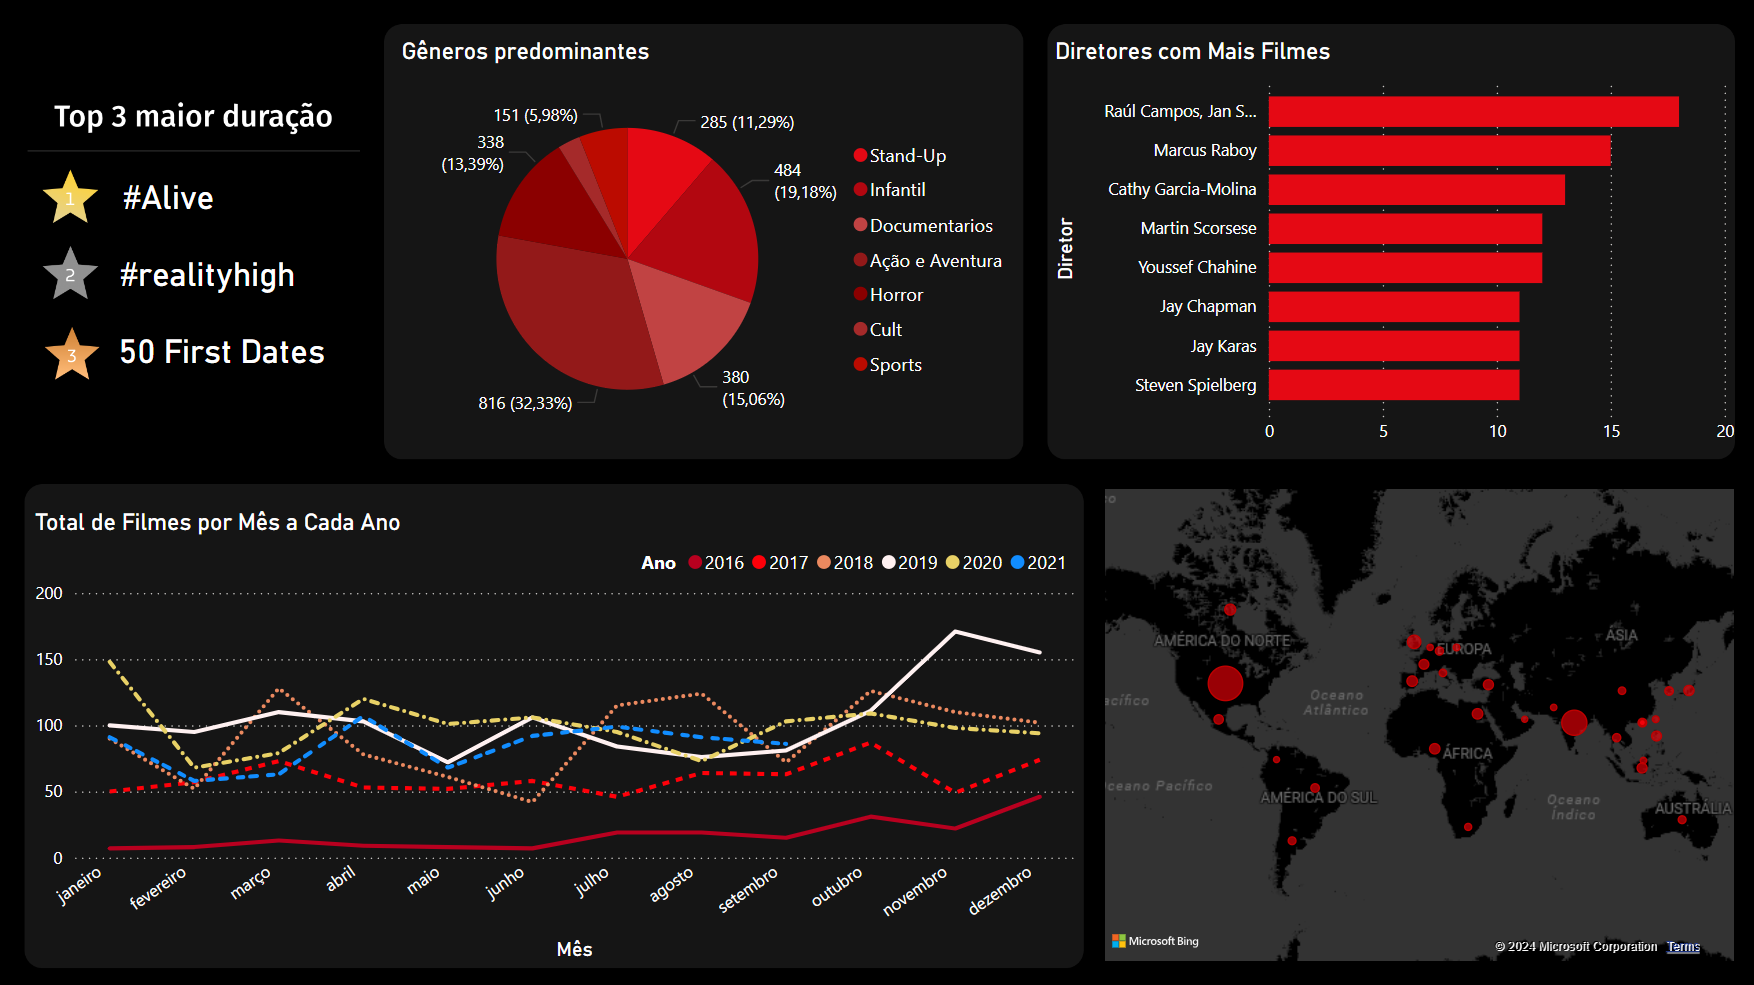 Top 3 maior duração
1
#Alive
2
#realityhigh
3
50 First Dates
Gêneros predominantes
151 (5,98%)
285 (11,29%)
338
(13,39%)
484
(19,18%)
816 (32,33%)
380
(15,06%)
Stand-Up
Infantil
Documentarios
Ação e Aventura
Horror
Cult
Sports
Diretores com Mais Filmes
Diretor
Raúl Campos, Jan S...
Marcus Raboy
Cathy Garcia-Molina
Martin Scorsese
Youssef Chahine
Jay Chapman
Jay Karas
Steven Spielberg
0 5 10 15 20
Total de Filmes por Mês a Cada Ano
Ano 2016 2017 2018 2019 2020 2021
200
150
100
50
0
janeiro fevereiro março abril maio junho julho agosto setembro outubro novembro dezembro
Mês
co
AMÉRICA DO NORTE
EUROPA
ÁSIA
acífico
Oceano
Atlântico
ÁFRICA
ceano Pacífico
AMÉRICA DO SUL
Oceano
Índico
AUSTRÁLIA
Microsoft Bing
© 2024 Microsoft Corporation Terms